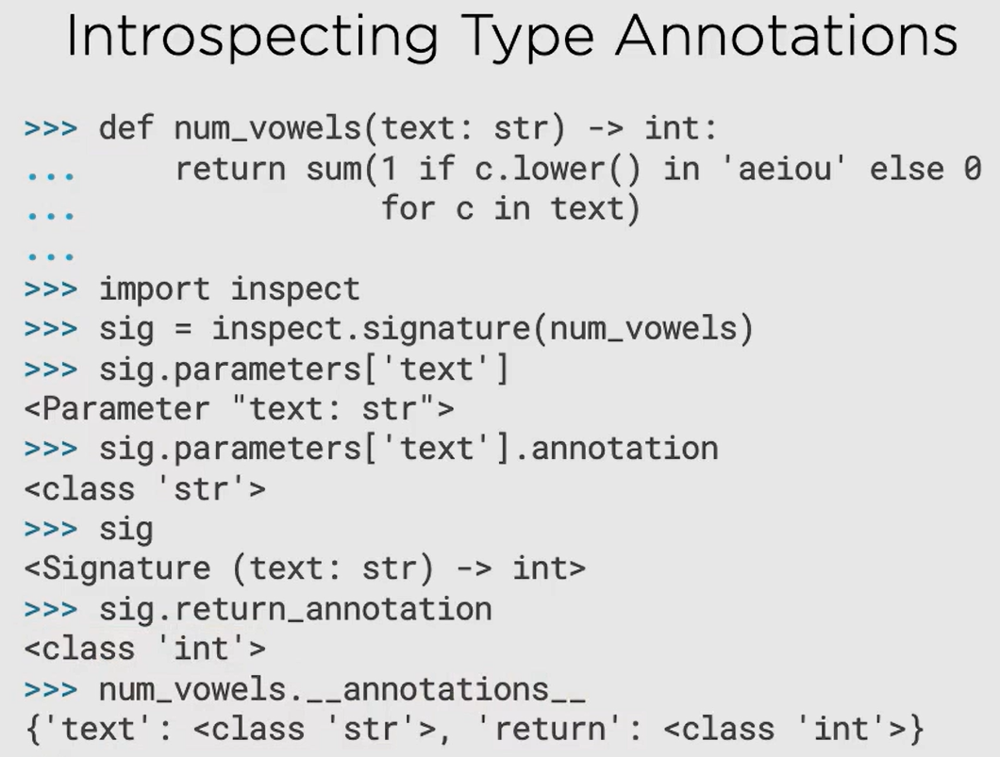 Introspecting Type Annotations
>>> def num_vowels(text: str) -> int:
...     return sum(1 if c.lower() in 'aeiou' else 0
...                for c in text)
...
>>> import inspect
>>> sig = inspect.signature(num_vowels)
>>> sig.parameters['text']
<Parameter "text: str">
>>> sig.parameters['text'].annotation
<class 'str'>
>>> sig
<Signature (text: str) -> int>
>>> sig.return_annotation
<class 'int'>
>>> num_vowels.__annotations__
{'text': <class 'str'>, 'return': <class 'int'>}